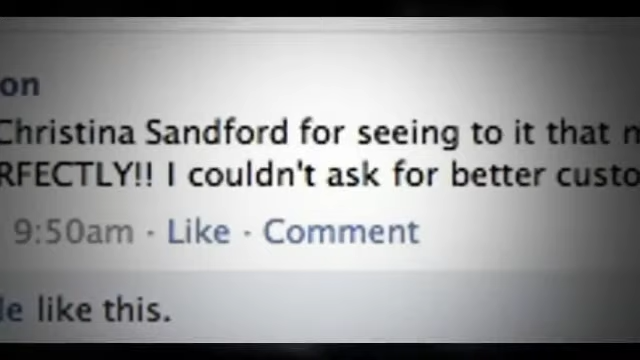 on
Christina Sandford for seeing to it that n
RFECTLY!! I couldn't ask for better custo
9:50am · Like · Comment
le like this.